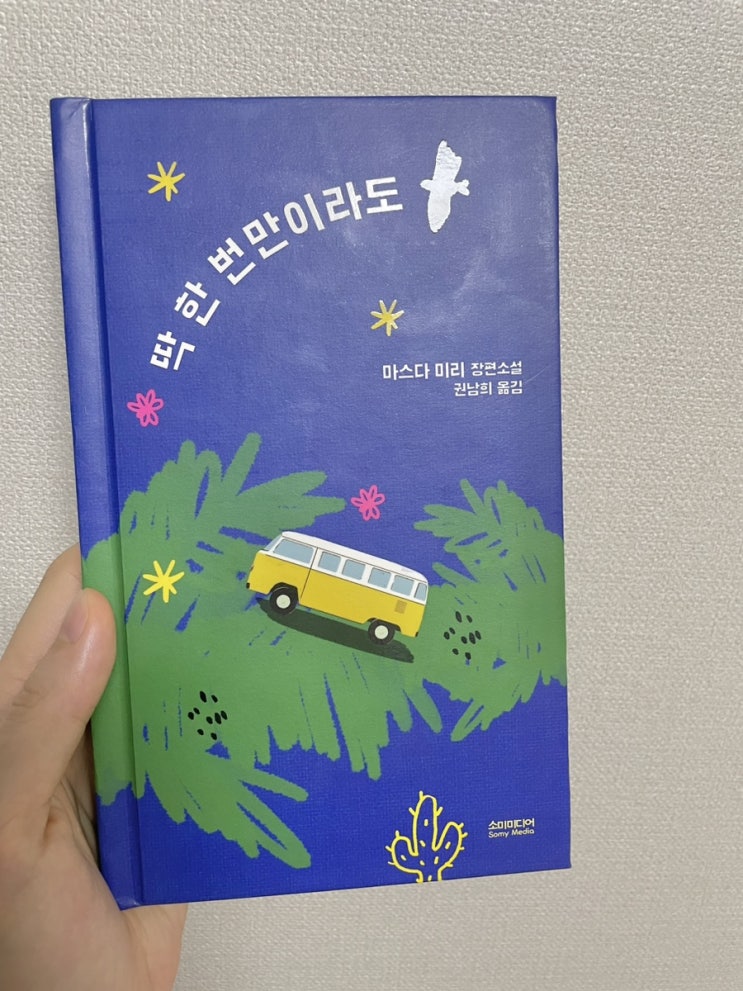 딱 한 번만이라도
마스다 미리 장편소설
권남희 옮김
소미미디어
Somy Media